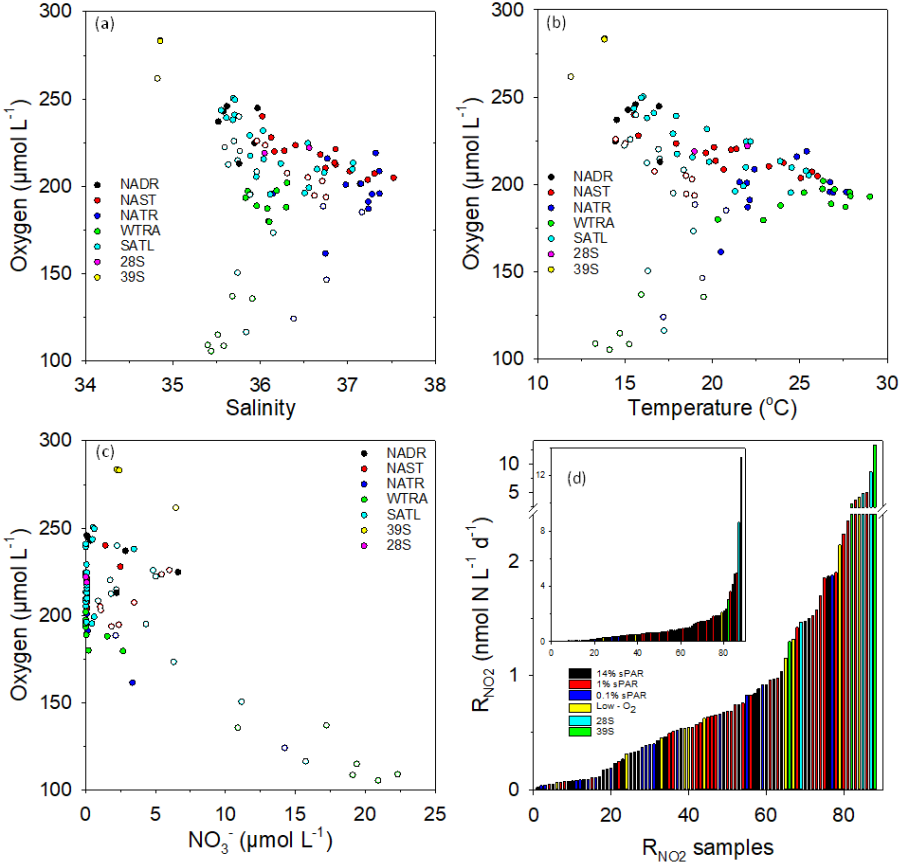 (a)
300
250
200
150
100
Oxygen (µmol L⁻¹)
NADR
NAST
NATR
WTRA
SATL
28S
39S
34 35 36 37 38
Salinity
(b)
300
250
200
150
100
Oxygen (µmol L⁻¹)
NADR
NAST
NATR
WTRA
SATL
28S
39S
10 15 20 25 30
Temperature (°C)
(c)
300
250
200
150
100
Oxygen (µmol L⁻¹)
NADR
NAST
NATR
WTRA
SATL
39S
28S
0 5 10 15 20 25
NO₃⁻ (µmol L⁻¹)
(d)
10
5
2
1
0
R_NO2 (nmol N L⁻¹ d⁻¹)
12
8
4
0
0 20 40 60 80
14% sPAR
1% sPAR
0.1% sPAR
Low - O₂
28S
39S
0 20 40 60 80
R_NO2 samples